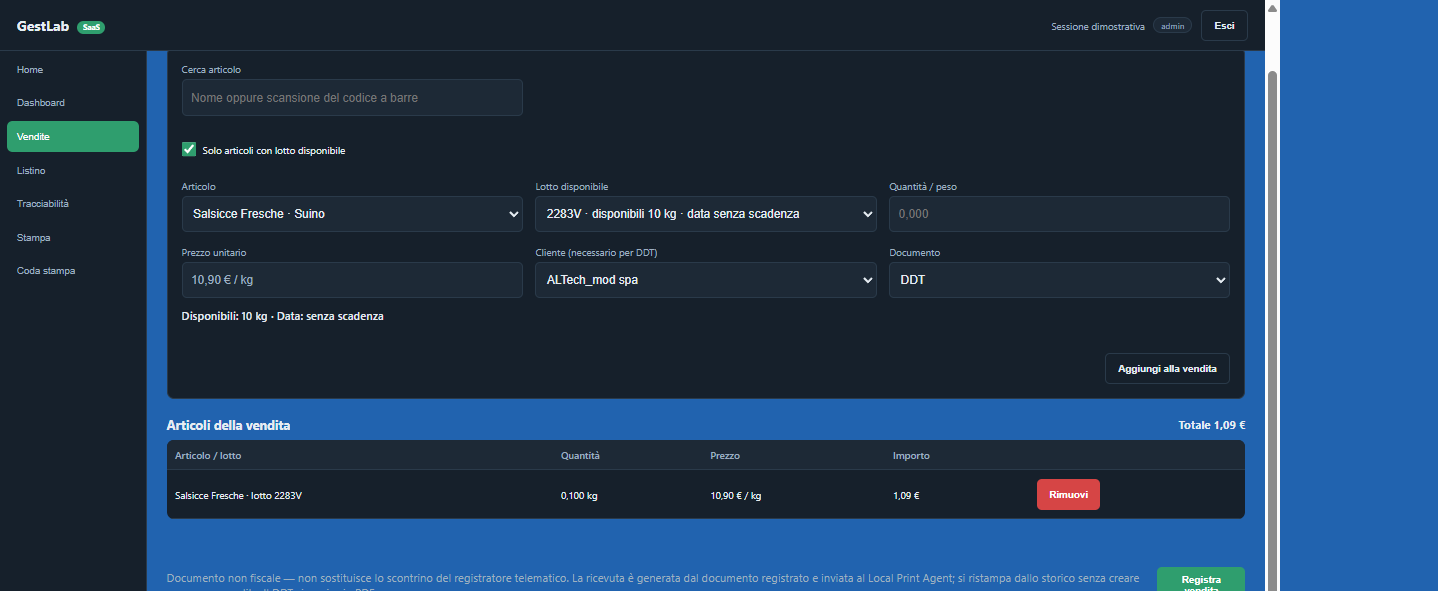 GestLab SaaS
Sessione dimostrativa admin Esci
Home
Dashboard
Vendite
Listino
Tracciabilità
Stampa
Coda stampa
Cerca articolo
Nome oppure scansione del codice a barre
Solo articoli con lotto disponibile
Articolo Lotto disponibile Quantità / peso
Salsicce Fresche · Suino 2283V · disponibili 10 kg · data senza scadenza 0,000
Prezzo unitario Cliente (necessario per DDT) Documento
10,90 € / kg ALTech_mod spa DDT
Disponibili: 10 kg · Data: senza scadenza
Aggiungi alla vendita
Articoli della vendita Totale 1,09 €
Articolo / lotto Quantità Prezzo Importo
Salsicce Fresche · lotto 2283V 0,100 kg 10,90 € / kg 1,09 € Rimuovi
Documento non fiscale — non sostituisce lo scontrino del registratore telematico. La ricevuta è generata dal documento registrato e inviata al Local Print Agent; si ristampa dallo storico senza creare
Registra
vendita